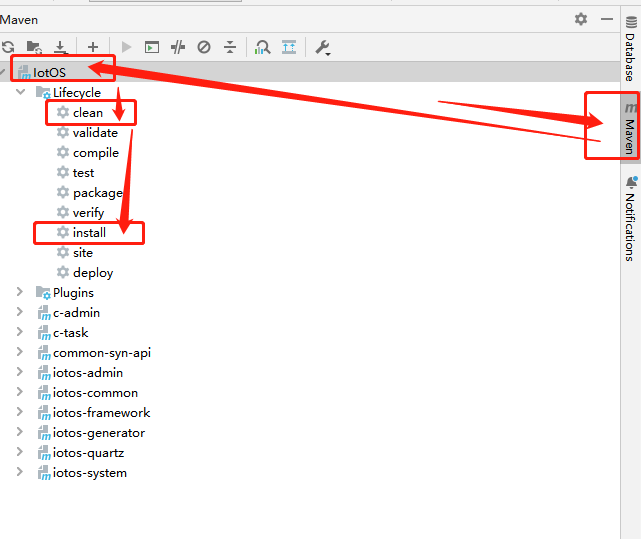 Maven
IotOS
Lifecycle
clean
validate
compile
test
package
verify
install
site
deploy
Plugins
c-admin
c-task
common-syn-api
iotos-admin
iotos-common
iotos-framework
iotos-generator
iotos-quartz
iotos-system
Database
m Maven
Notifications